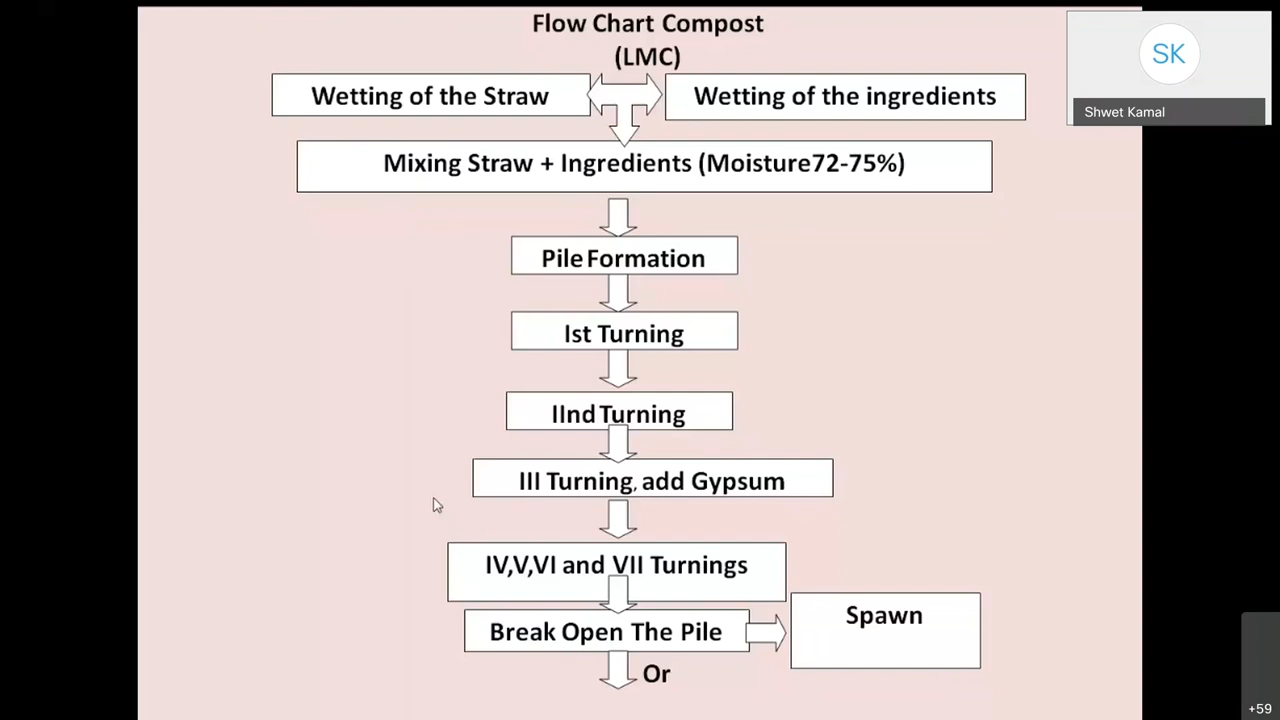 Flow Chart Compost
(LMC)
SK
Shwet Kamal
Wetting of the Straw
Wetting of the ingredients
Mixing Straw + Ingredients (Moisture72-75%)
Pile Formation
Ist Turning
IInd Turning
III Turning, add Gypsum
IV,V,VI and VII Turnings
Spawn
Break Open The Pile
Or
+59